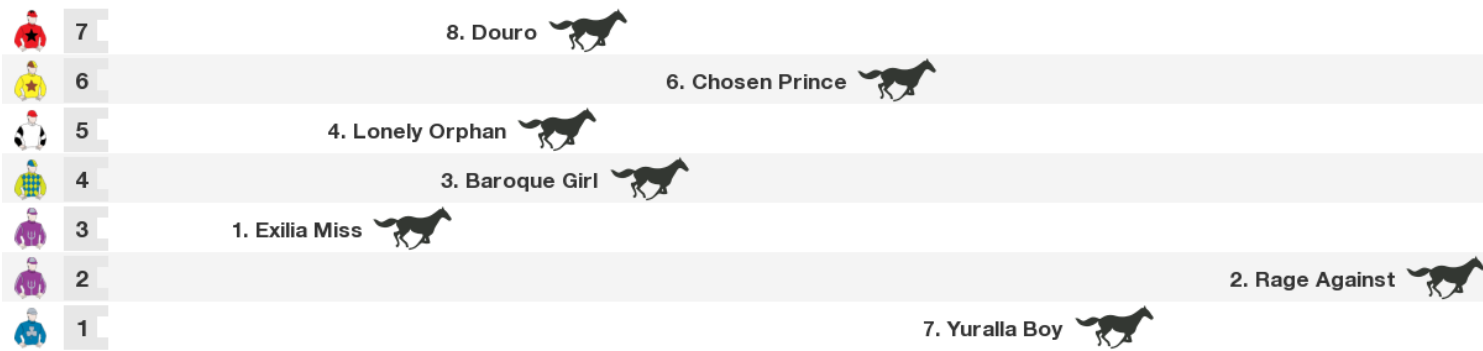 7 8. Douro
6 6. Chosen Prince
5 4. Lonely Orphan
4 3. Baroque Girl
3 1. Exilia Miss
2 2. Rage Against
1 7. Yuralla Boy